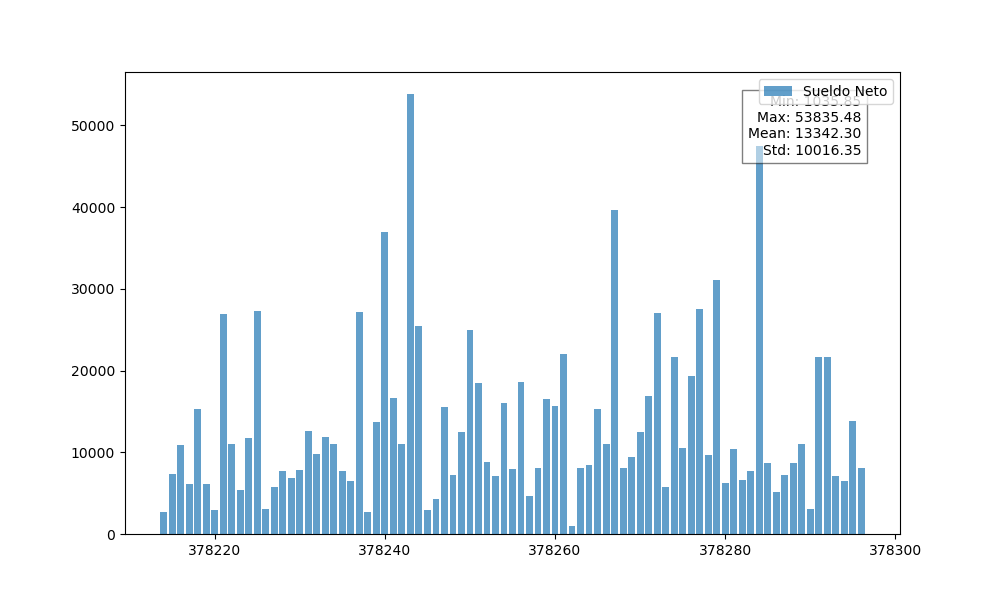 Sueldo Neto
Min: 1035.85
Max: 53835.48
Mean: 13342.30
Std: 10016.35
50000
40000
30000
20000
10000
0
378220
378240
378260
378280
378300